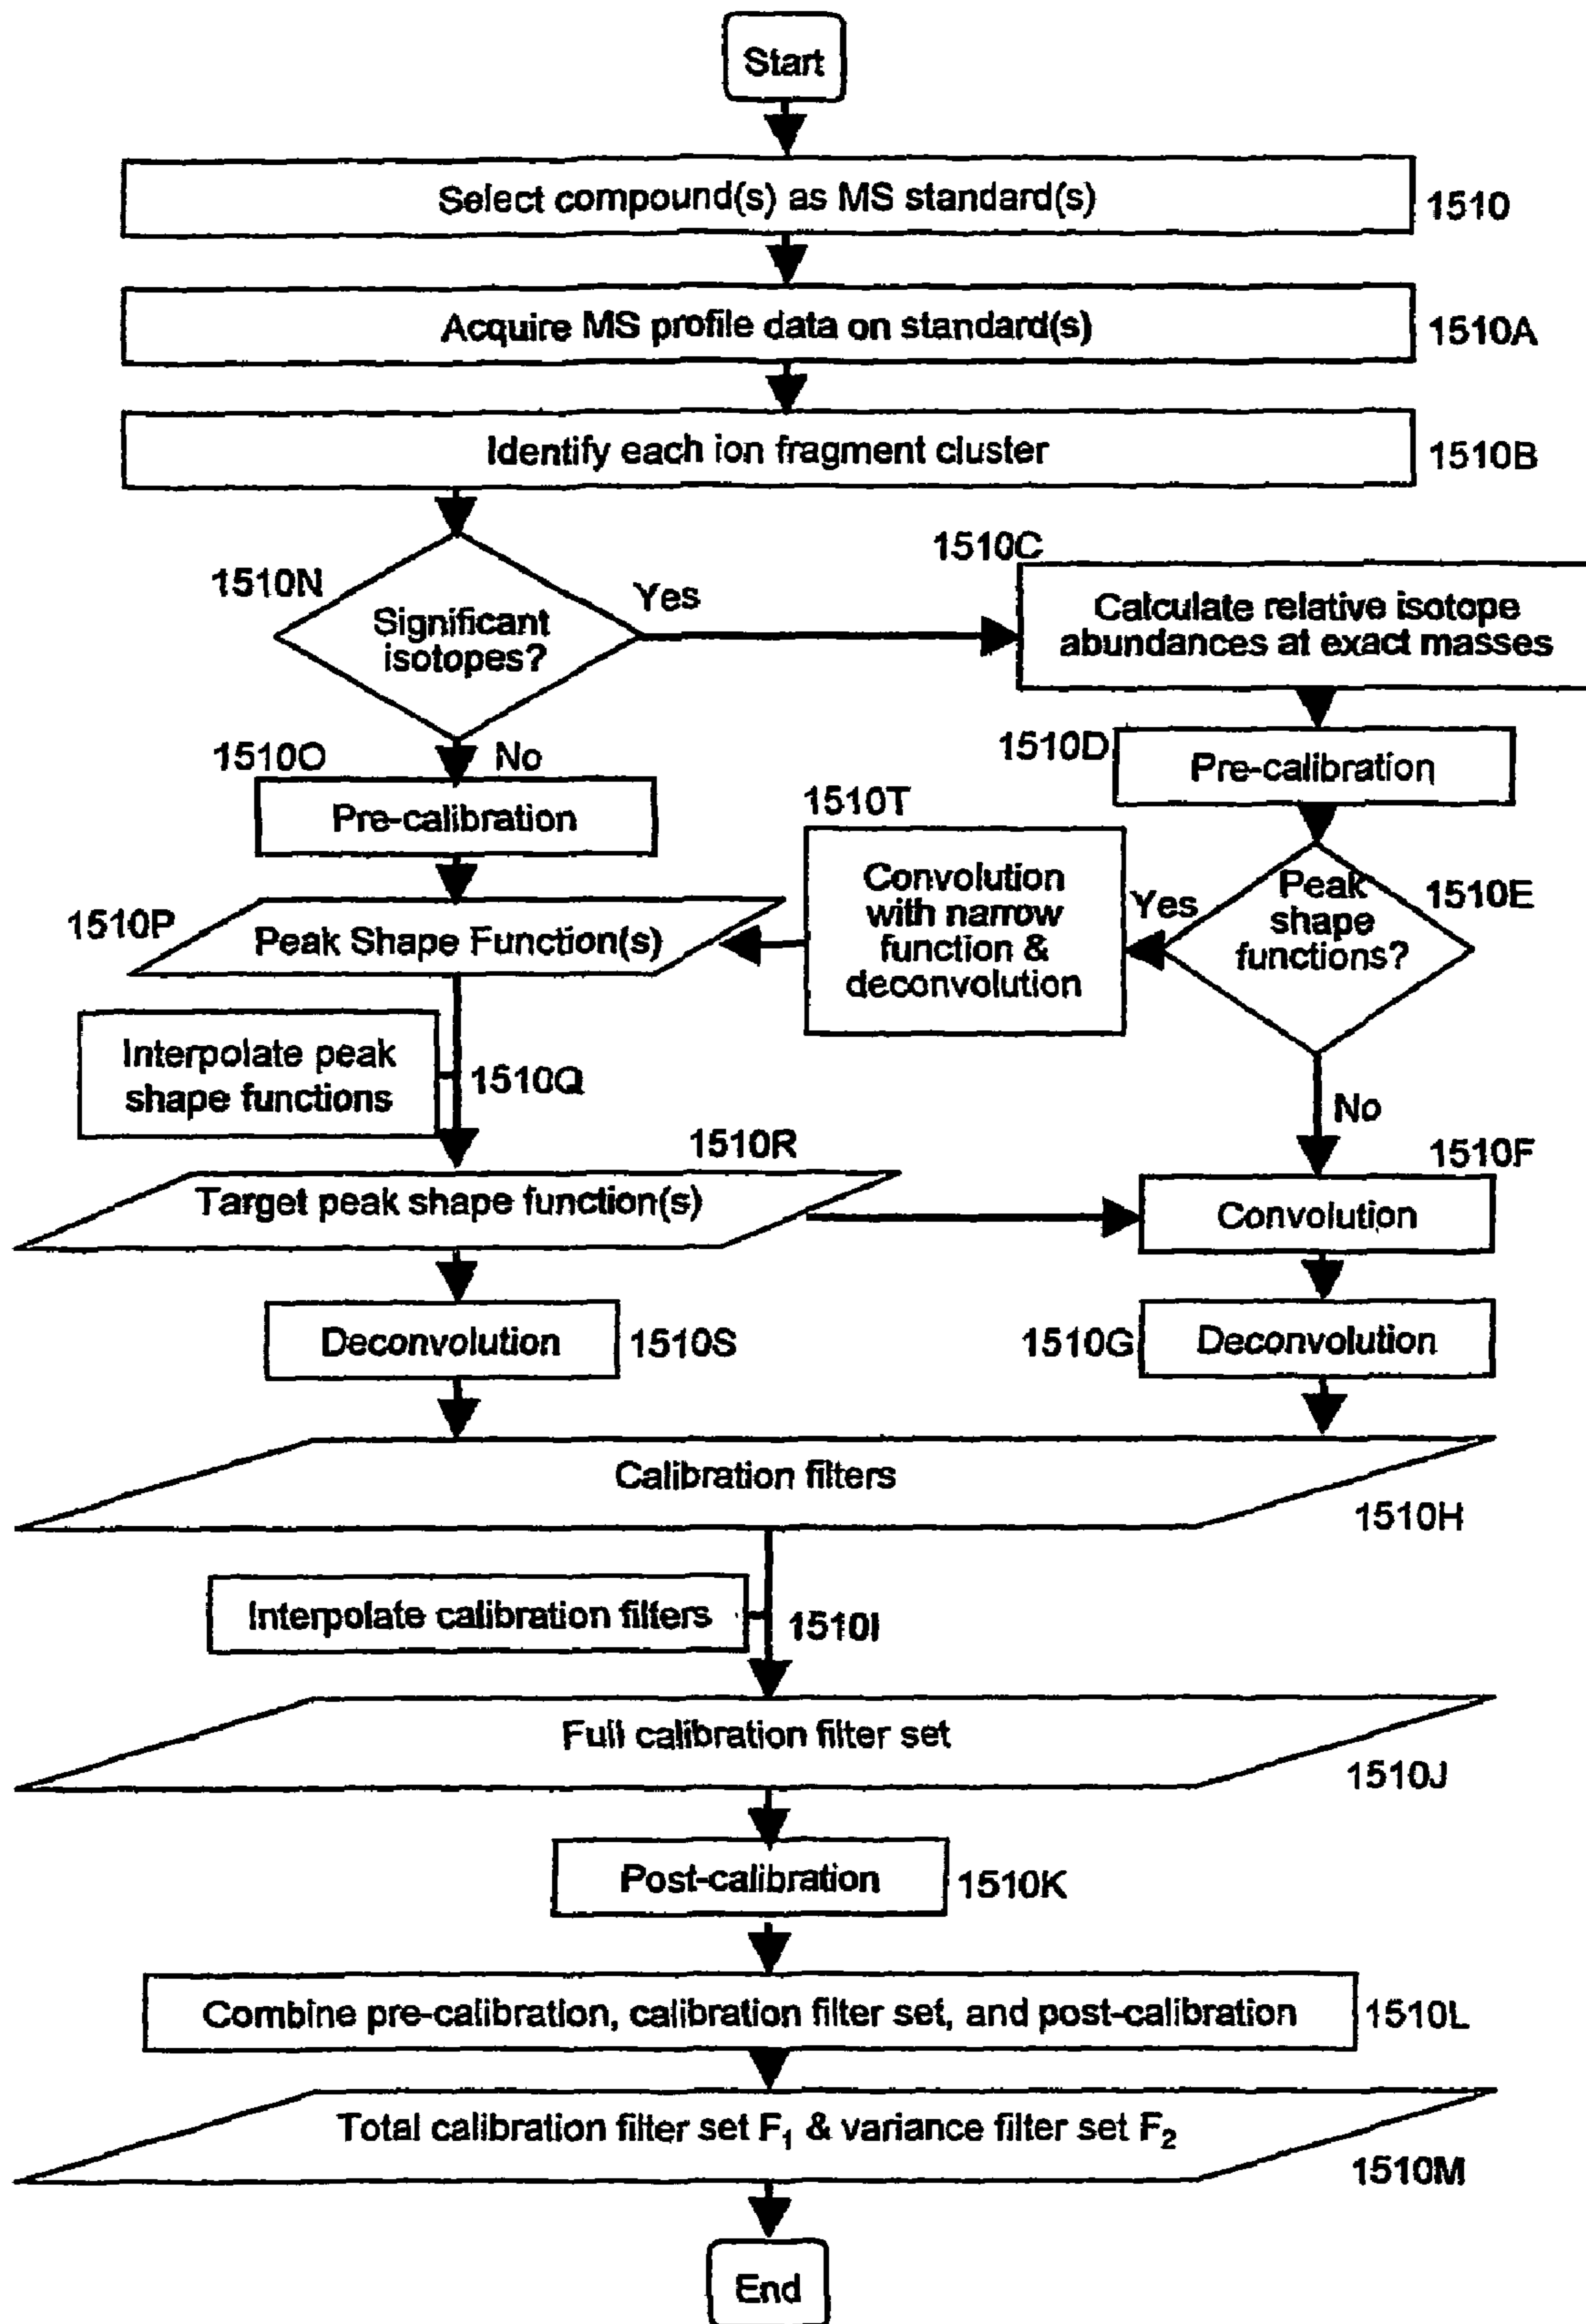 Start
Select compound(s) as MS standard(s)
1510
Acquire MS profile data on standard(s)
1510A
Identify each ion fragment cluster
1510B
1510N
Significant
isotopes?
Yes
1510C
Calculate relative isotope
abundances at exact masses
1510O
No
1510D
Pre-calibration
Pre-calibration
1510T
Convolution
with narrow
function &
deconvolution
Yes
Peak
shape
functions?
1510E
1510P
Peak Shape Function(s)
Interpolate peak
shape functions
1510Q
No
1510R
Target peak shape function(s)
1510F
Convolution
Deconvolution
1510S
1510G
Deconvolution
Calibration filters
1510H
Interpolate calibration filters
1510I
Full calibration filter set
1510J
Post-calibration
1510K
Combine pre-calibration, calibration filter set, and post-calibration
1510L
Total calibration filter set F₁ & variance filter set F₂
1510M
End